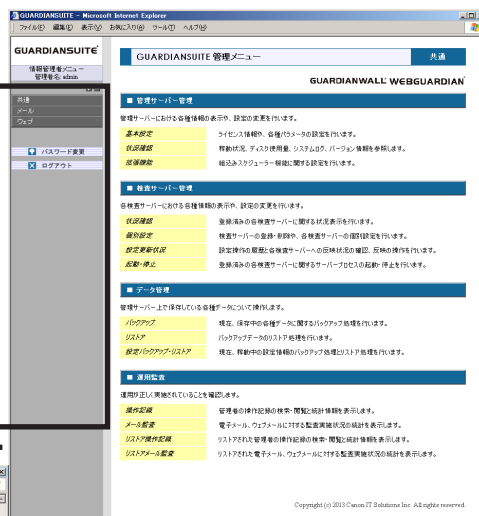 GUARDIANSUITE - Microsoft Internet Explorer
ファイル(F) 編集(E) 表示(V) お気に入り(A) ツール(T) ヘルプ(H)
GUARDIANSUITE
情報管理者メニュー
管理者名: admin
共通
メール
ウェブ
パスワード変更
ログアウト
GUARDIANSUITE 管理メニュー
共通
GUARDIANWALL WEBGUARDIAN
■ 管理サーバー管理
管理サーバーにおける各種情報の表示や、設定の変更を行います。
基本設定 ライセンス情報や、各種パラメータの設定を行います。
状況確認 稼動状況、ディスク使用量、システムログ、バージョン情報を参照します。
拡張機能 組込みスケジューラー機能に関する設定を行います。
■ 検査サーバー管理
各検査サーバーにおける各種情報の表示や、設定の変更を行います。
状況確認 登録済みの各検査サーバーに関する状況表示を行います。
個別設定 検査サーバーの登録・削除や、各検査サーバーの個別設定を行います。
設定更新状況 設定操作の履歴と各検査サーバーへの反映状況の確認、反映の操作を行います。
起動・停止 登録済みの各検査サーバーに関するサーバープロセスの起動・停止を行います。
■ データ管理
管理サーバー上で保存している各種データについて操作します。
バックアップ 現在、保存中の各種データに関するバックアップ処理を行います。
リストア バックアップデータのリストア処理を行います。
設定バックアップ・リストア 現在、稼動中の設定情報のバックアップ処理とリストア処理を行います。
■ 運用監査
運用が正しく実施されていることを確認します。
操作記録 管理者の操作記録の検索・閲覧と統計情報を表示します。
メール監査 電子メール、ウェブメールに対する監査実施状況の統計を表示します。
リストア操作記録 リストアされた管理者の操作記録の検索・閲覧と統計情報を表示します。
リストアメール監査 リストアされた電子メール、ウェブメールに対する監査実施状況の統計を表示します。
Copyright (c) 2013 Canon IT Solutions Inc. All rights reserved.